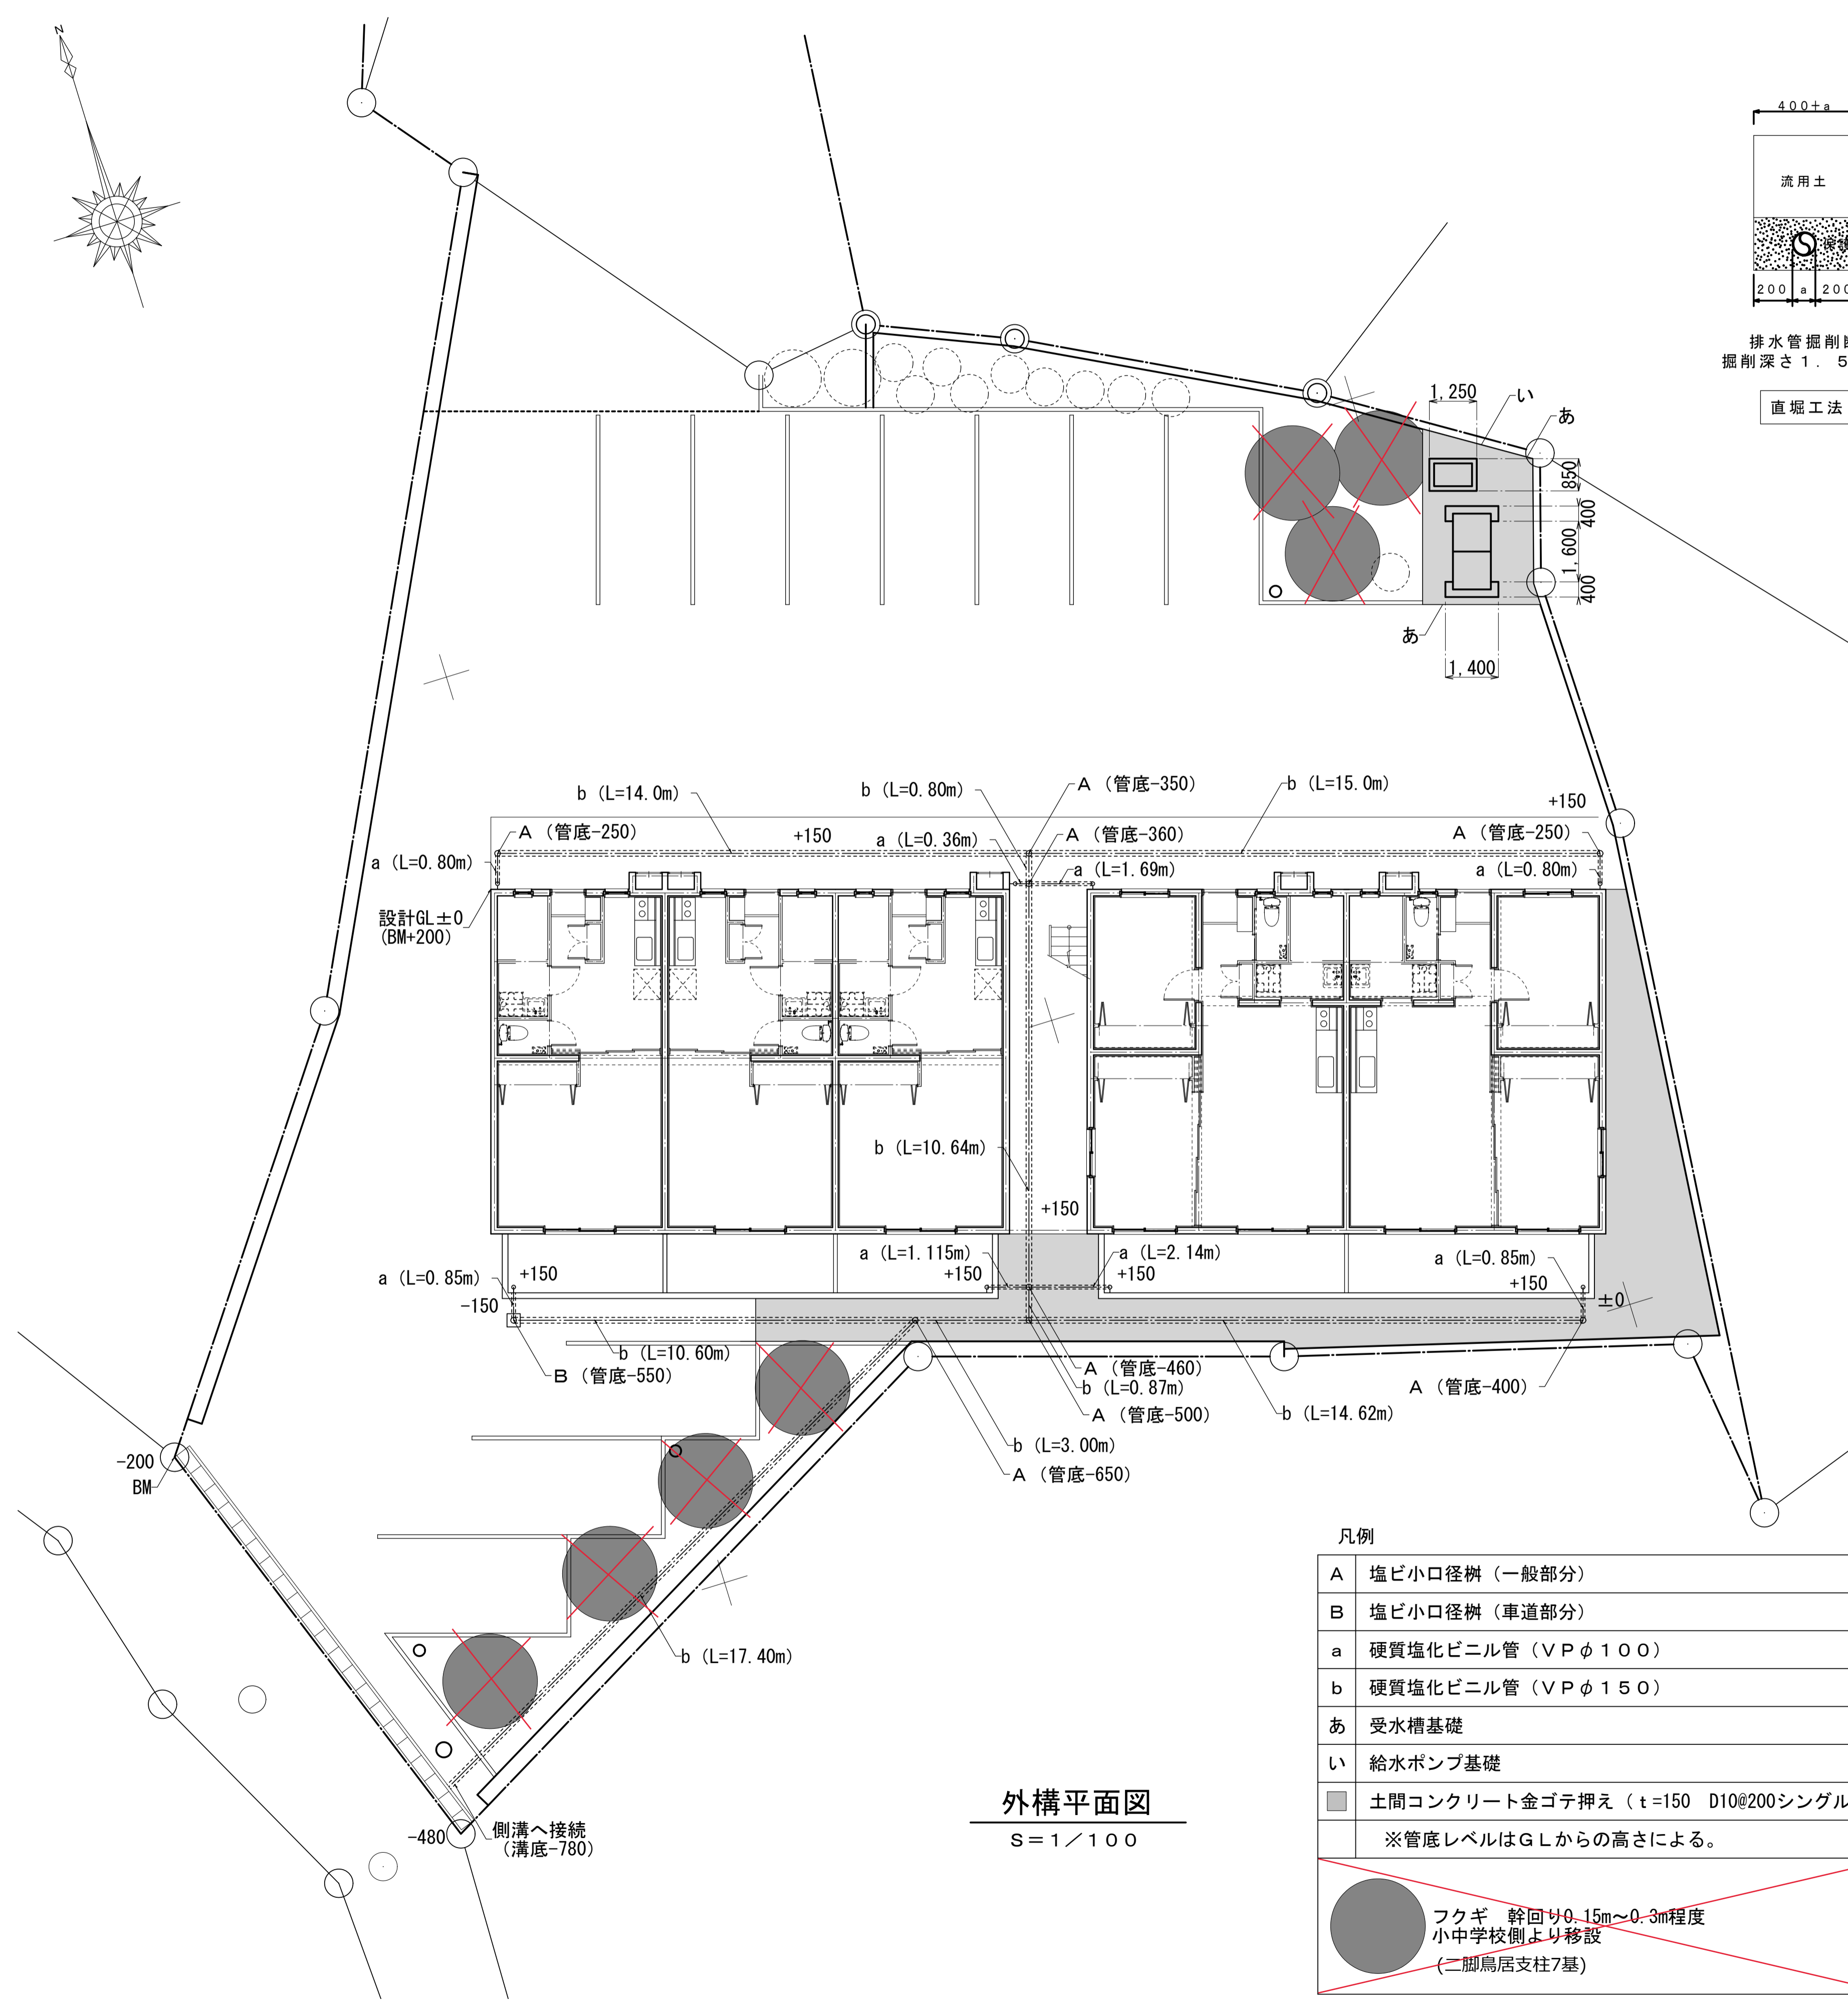 N
４００＋a
流用土
200 a 200
排水管掘削
掘削深さ１．５
直堀工法
1,250
い
あ
850
400
1,600
400
あ
1,400
b (L=14.0m)
b (L=0.80m)
A （管底-350）
b (L=15.0m)
+150
A （管底-250）
+150
a (L=0.36m)
A （管底-360）
A （管底-250）
a (L=0.80m)
a (L=1.69m)
a (L=0.80m)
設計GL±0
(BM+200)
b (L=10.64m)
+150
a (L=1.115m)
a (L=2.14m)
a (L=0.85m)
a (L=0.85m)
+150
+150
+150
+150
-150
±0
b (L=10.60m)
B （管底-550）
A （管底-460）
b (L=0.87m)
A （管底-400）
A （管底-500）
b (L=14.62m)
b (L=3.00m)
A （管底-650）
-200
BM
b (L=17.40m)
側溝へ接続
（溝底-780）
-480
外構平面図
Ｓ＝１／１００
凡例
A 塩ビ小口径桝（一般部分）
B 塩ビ小口径桝（車道部分）
a 硬質塩化ビニル管（ＶＰφ１００）
b 硬質塩化ビニル管（ＶＰφ１５０）
あ 受水槽基礎
い 給水ポンプ基礎
土間コンクリート金ゴテ押え（ｔ=150 D10@200シングル
※管底レベルはＧＬからの高さによる。
フクギ 幹回り0.15m～0.3m程度
小中学校側より移設
(二脚鳥居支柱7基)